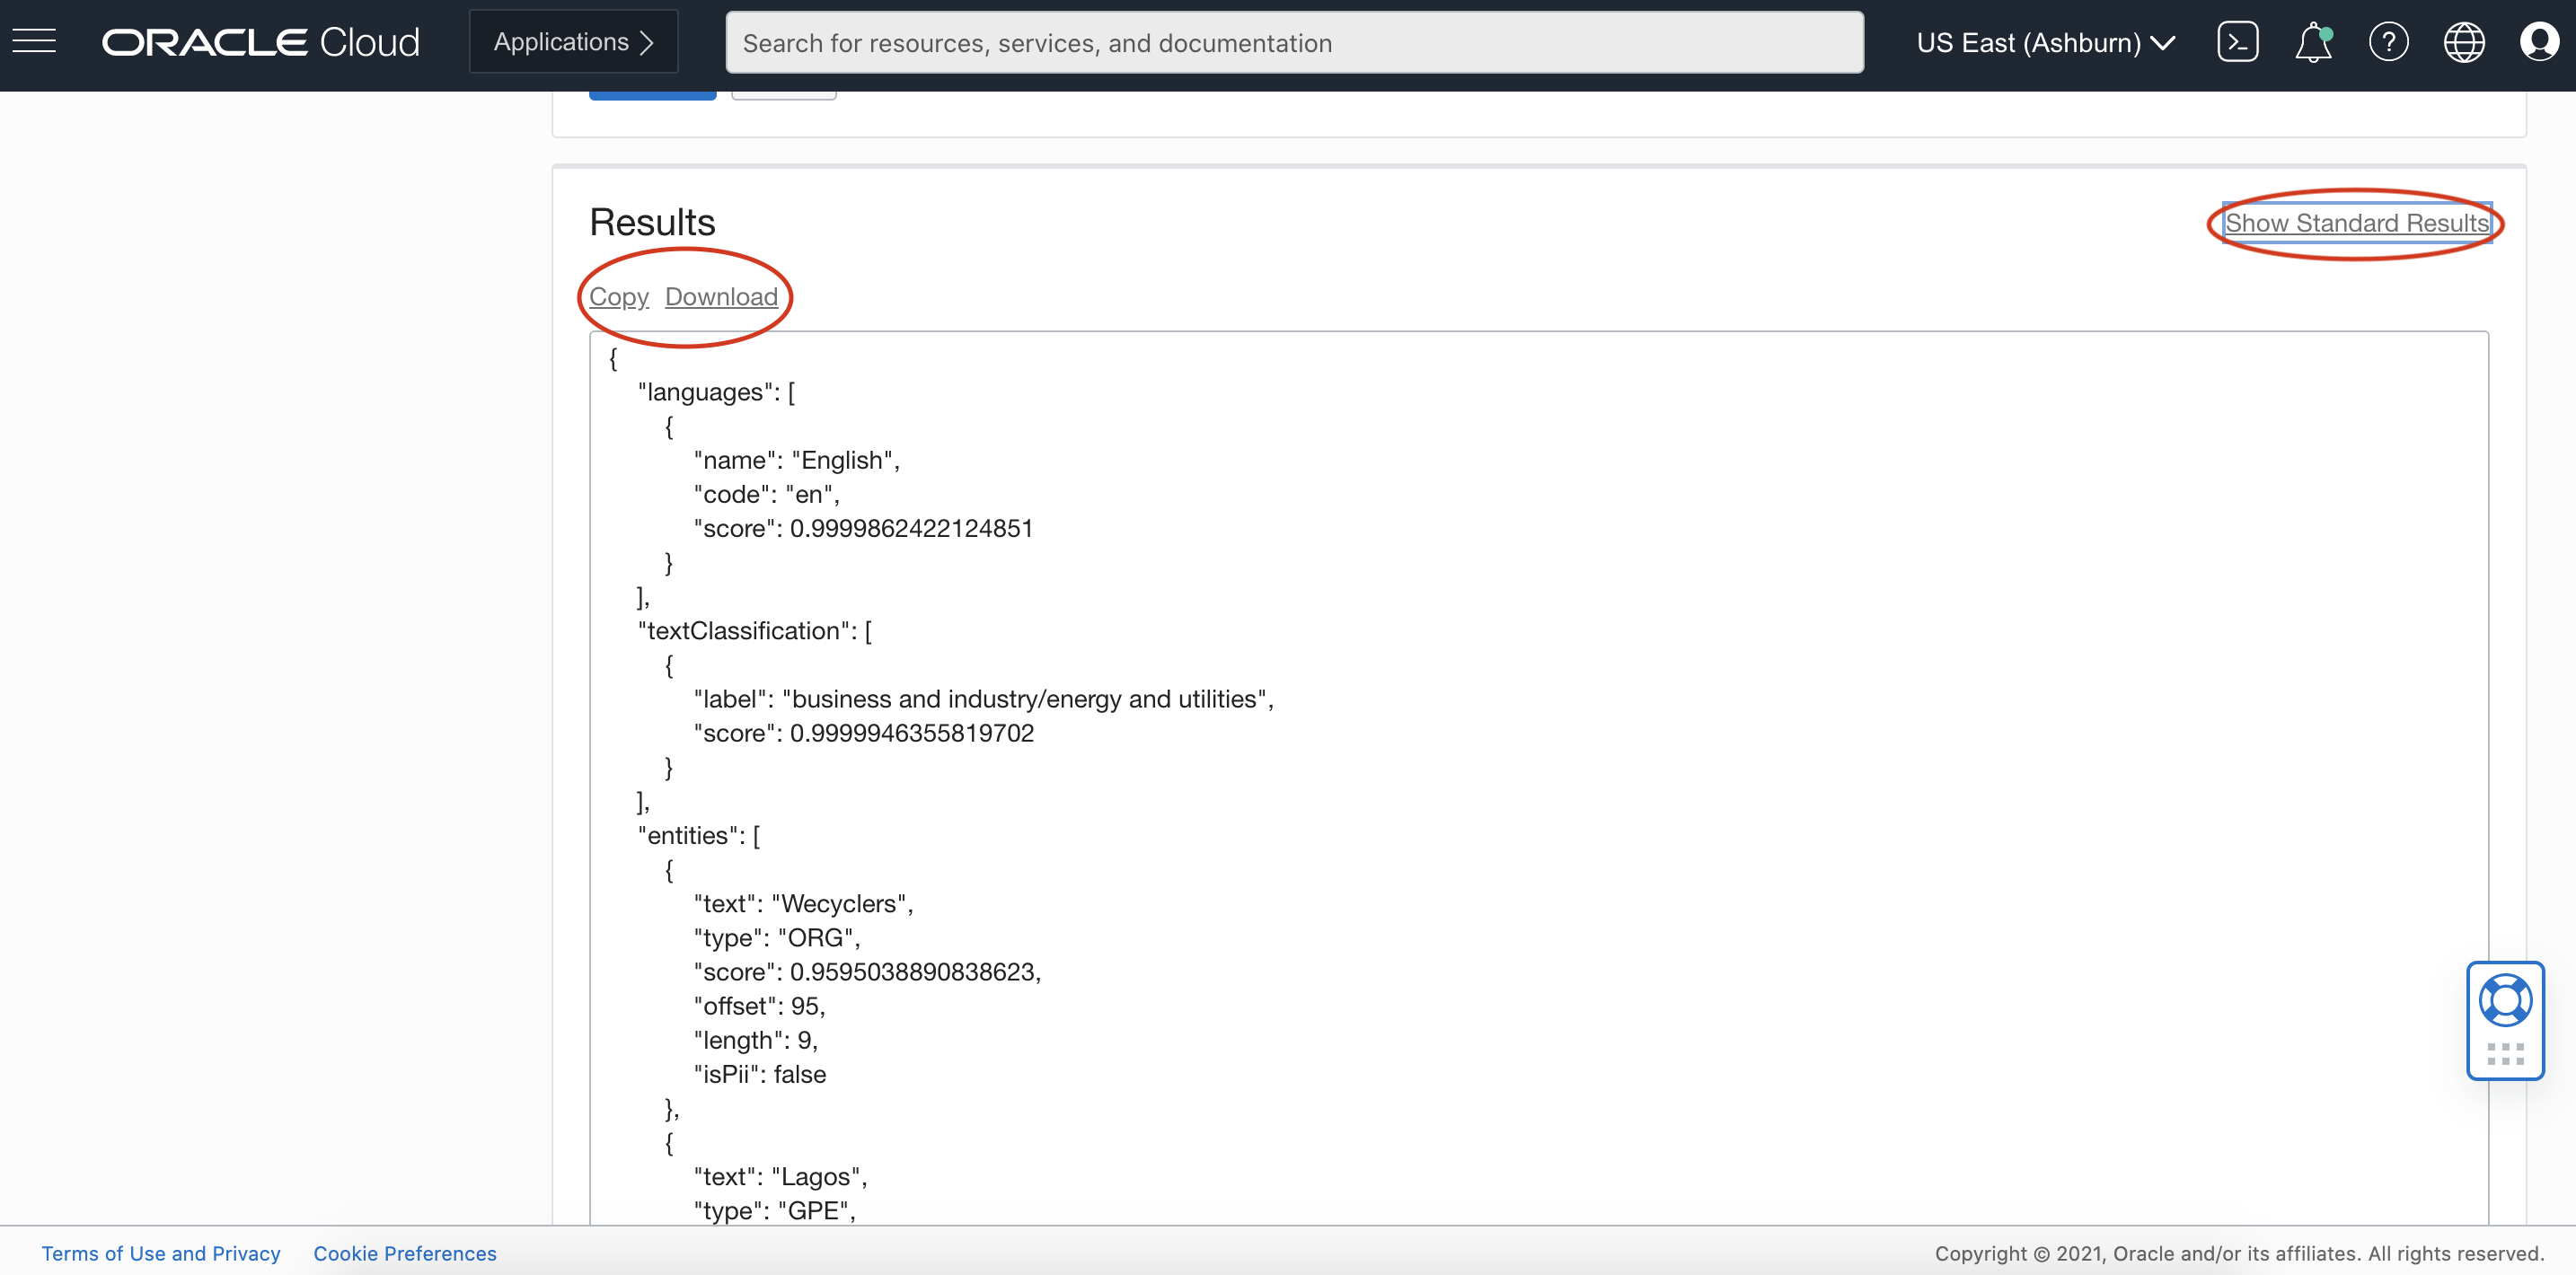 ORACLE Cloud
Applications
Search for resources, services, and documentation
US East (Ashburn)
Results
Show Standard Results
Copy Download
{
"languages": [
{
"name": "English",
"code": "en",
"score": 0.9999862422124851
}
],
"textClassification": [
{
"label": "business and industry/energy and utilities",
"score": 0.9999946355819702
}
],
"entities": [
{
"text": "Wecyclers",
"type": "ORG",
"score": 0.9595038890838623,
"offset": 95,
"length": 9,
"isPii": false
},
{
"text": "Lagos",
"type": "GPE",
Terms of Use and Privacy Cookie Preferences
Copyright © 2021, Oracle and/or its affiliates. All rights reserved.